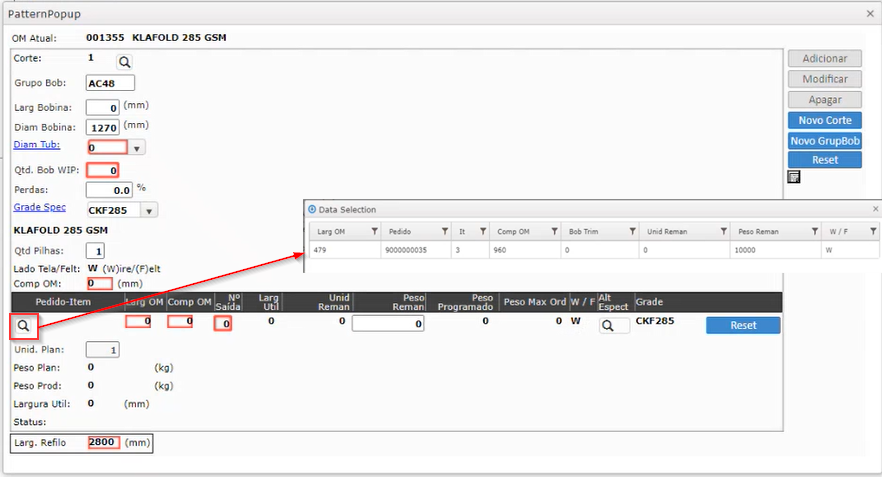 PatternPopup
OM Atual: 001355 KLAFOLD 285 GSM
Corte: 1
Adicionar
Modificar
Apagar
Novo Corte
Novo GrupBob
Reset
Grupo Bob: AC48
Larg Bobina: 0 (mm)
Diam Bobina: 1270 (mm)
Diam Tub: 0
Qtd. Bob WIP: 0
Perdas: 0.0 %
Grade Spec CKF285
KLAFOLD 285 GSM
Qtd Pilhas: 1
Lado Tela/Felt: W (W)ire/(F)elt
Comp OM: 0 (mm)
Data Selection
Larg OM Pedido It Comp OM Bob Trim Unid Reman Peso Reman W / F
479 9000000035 3 960 0 0 10000 W
Pedido-Item Larg OM Comp OM Nº Saída Larg Util Unid Reman Peso Reman Peso Programado Peso Max Ord W / F Alt Espect Grade
0 0 0 0 0 0 0 0 W CKF285 Reset
Unid. Plan: 1
Peso Plan: 0 (kg)
Peso Prod: 0 (kg)
Largura Util: 0 (mm)
Status:
Larg. Refilo 2800 (mm)